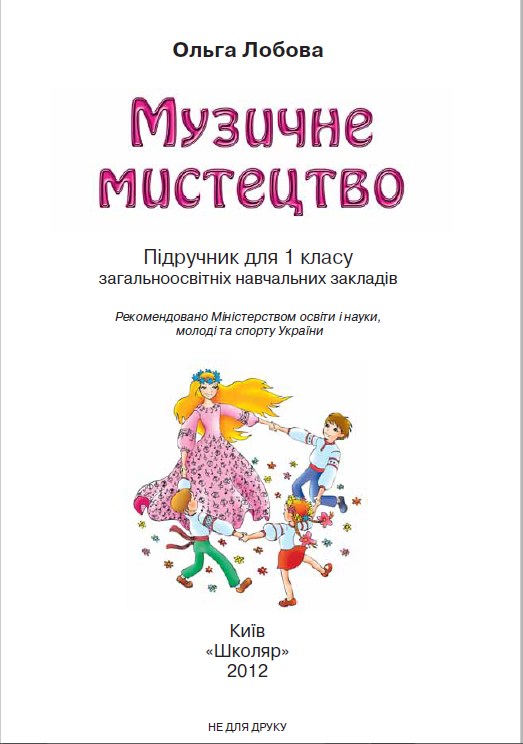 Ольга Лобова
Музичне
мистецтво
Підручник для 1 класу
загальноосвітніх навчальних закладів
Рекомендовано Міністерством освіти і науки,
молоді та спорту України
Київ
«Школяр»
2012
НЕ ДЛЯ ДРУКУ